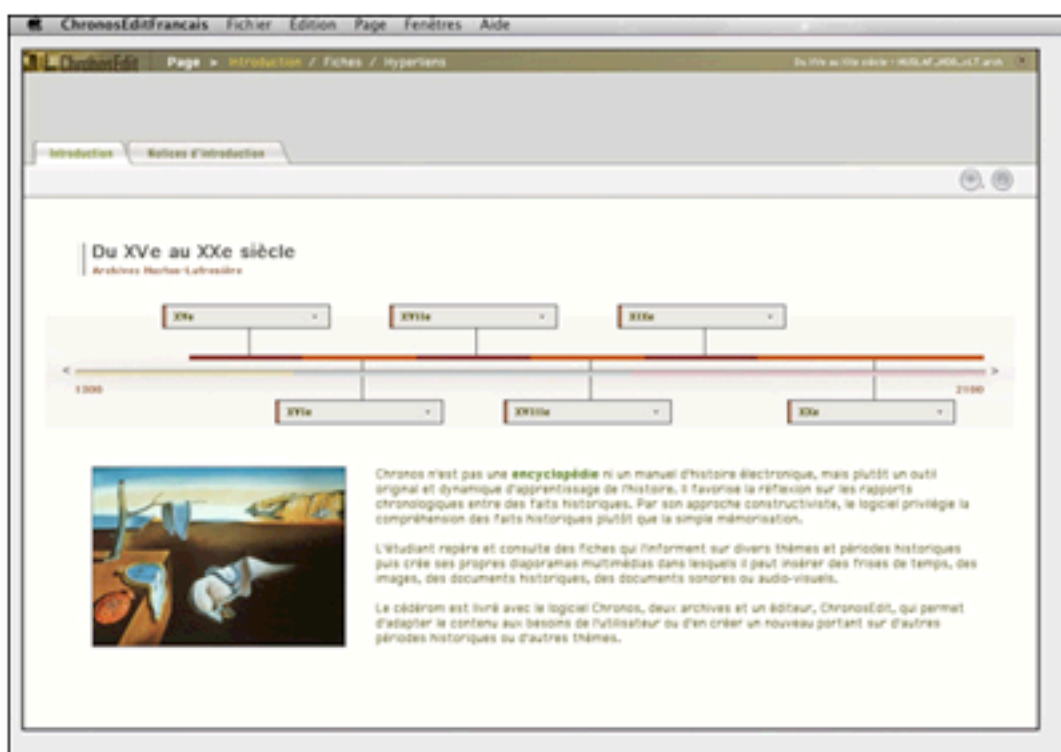 ChronosEditFrancais Fichier Édition Page Fenêtres Aide
ChronosEdit Page > Introduction / Fiches / Hyperliens
Du XVe au XXe siècle
Introduction Notices d'introduction
Du XVe au XXe siècle
Archives
XVe XVIIe XIXe
< >
1300 2100
XVIe XVIIIe XXe
Chronos n'est pas une encyclopédie ni un manuel d'histoire électronique, mais plutôt un outil
original et dynamique d'apprentissage de l'histoire. Il favorise la réflexion sur les rapports
chronologiques entre des faits historiques. Par son approche constructiviste, le logiciel privilégie la
compréhension des faits historiques plutôt que la simple mémorisation.
L'étudiant repère et consulte des fiches qui l'informent sur divers thèmes et périodes historiques
puis crée ses propres diaporamas multimédias dans lesquels il peut insérer des frises de temps, des
images, des documents historiques, des documents sonores ou audio-visuels.
Le cédérom est livré avec le logiciel Chronos, deux archives et un éditeur, ChronosEdit, qui permet
d'adapter le contenu aux besoins de l'utilisateur ou d'en créer un nouveau portant sur d'autres
périodes historiques ou d'autres thèmes.